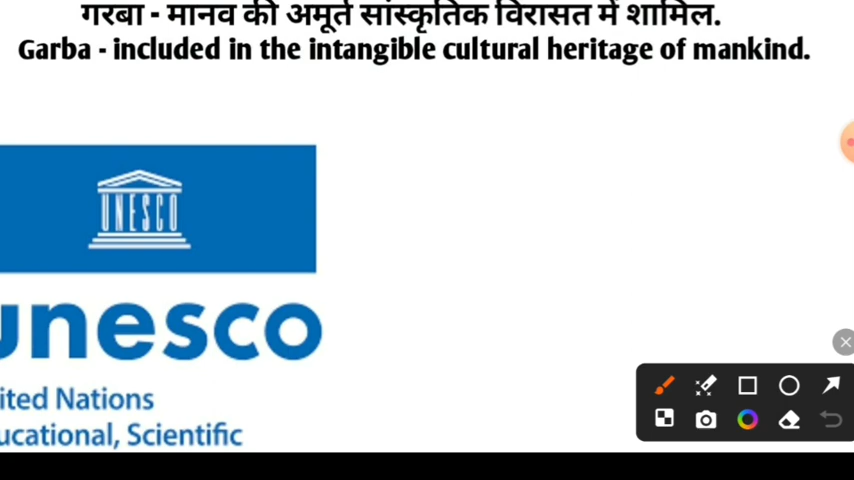 गरबा - मानव की अमूर्त सांस्कृतिक विरासत में शामिल.
Garba - included in the intangible cultural heritage of mankind.
UNESCO
unesco
ited Nations
ucational, Scientific